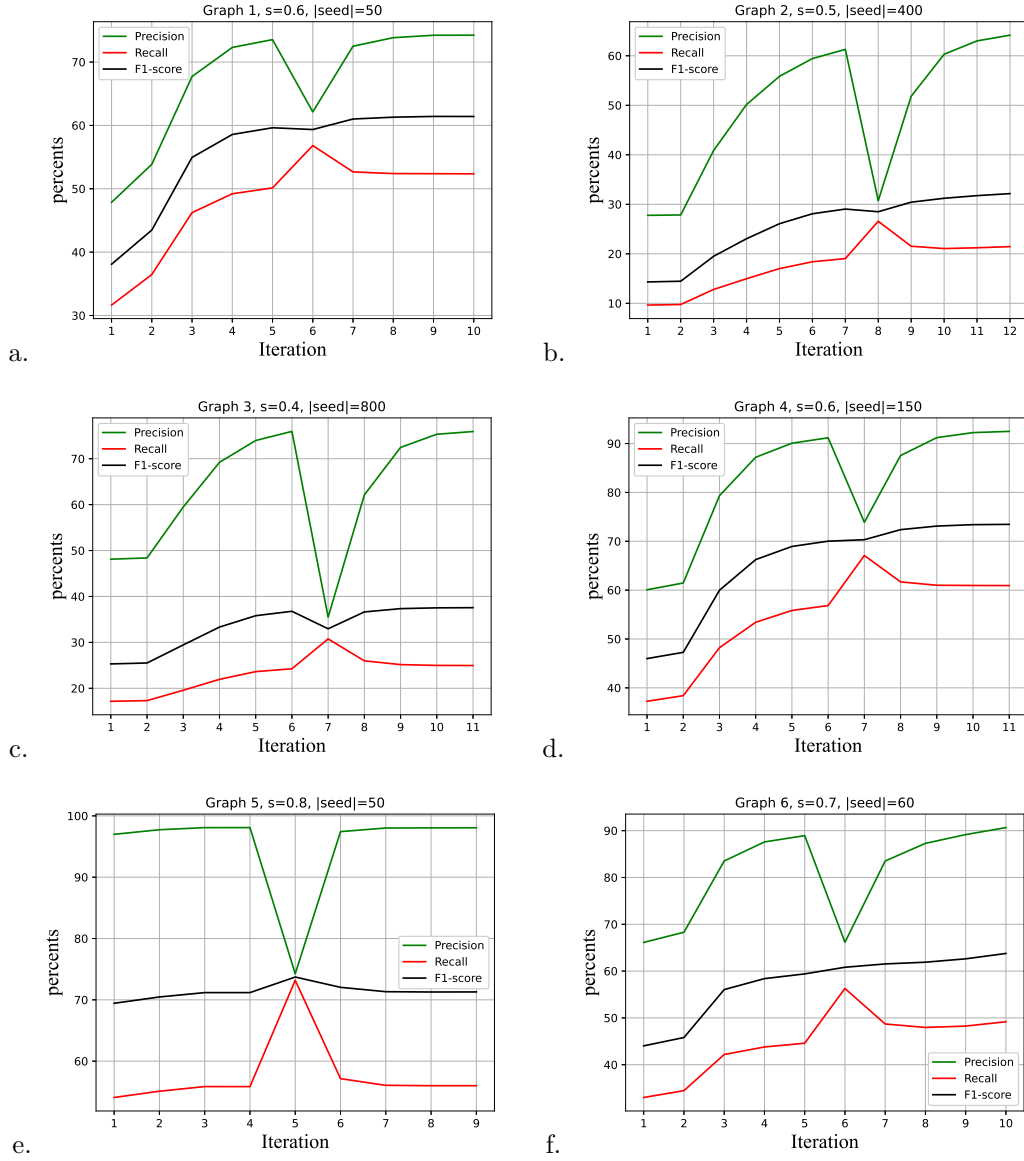 Graph 1, s=0.6, |seed|=50
Precision
Recall
F1-score
percents
70
60
50
40
30
1 2 3 4 5 6 7 8 9 10
Iteration
a.
Graph 2, s=0.5, |seed|=400
Precision
Recall
F1-score
percents
60
50
40
30
20
10
1 2 3 4 5 6 7 8 9 10 11 12
Iteration
b.
Graph 3, s=0.4, |seed|=800
Precision
Recall
F1-score
percents
70
60
50
40
30
20
1 2 3 4 5 6 7 8 9 10 11
Iteration
c.
Graph 4, s=0.6, |seed|=150
Precision
Recall
F1-score
percents
90
80
70
60
50
40
1 2 3 4 5 6 7 8 9 10 11
Iteration
d.
Graph 5, s=0.8, |seed|=50
percents
100
90
80
70
60
Precision
Recall
F1-score
1 2 3 4 5 6 7 8 9
Iteration
e.
Graph 6, s=0.7, |seed|=60
percents
90
80
70
60
50
40
Precision
Recall
F1-score
1 2 3 4 5 6 7 8 9 10
Iteration
f.